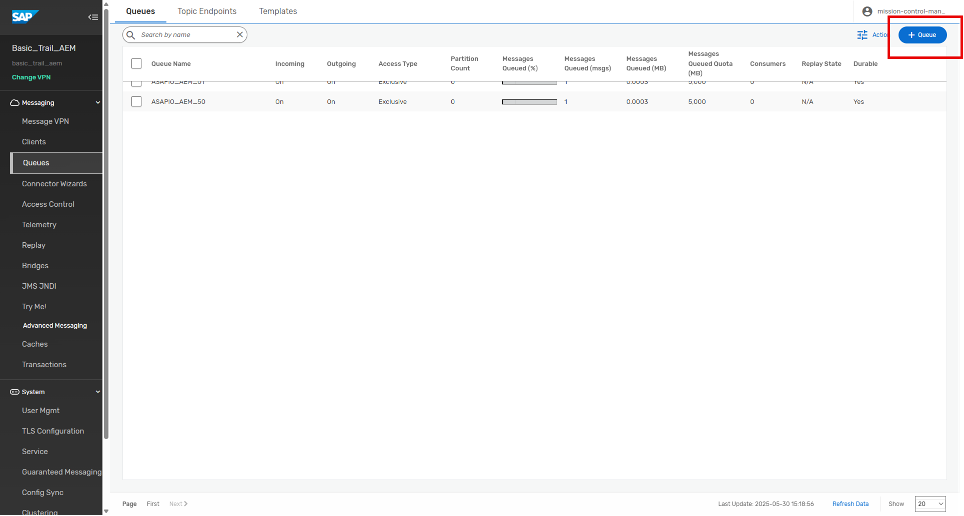 SAP
Basic_Trail_AEM
basic_trail_aem
Change VPN
Messaging
Message VPN
Clients
Queues
Connector Wizards
Access Control
Telemetry
Replay
Bridges
JMS JNDI
Try Me!
Advanced Messaging
Caches
Transactions
System
User Mgmt
TLS Configuration
Service
Guaranteed Messaging
Config Sync
Clustering
Queues Topic Endpoints Templates
mission-control-man...
Search by name
Action
+ Queue
Queue Name Incoming Outgoing Access Type Partition Count Messages Queued (%) Messages Queued (msgs) Messages Queued (MB) Messages Queued Quota (MB) Consumers Replay State Durable
ASAPIO_AEM_51 On On Exclusive 0 1 0.0003 5,000 0 N/A Yes
ASAPIO_AEM_50 On On Exclusive 0 1 0.0003 5,000 0 N/A Yes
Page First Next Last Update: 2025-05-30 15:18:56 Refresh Data Show 20